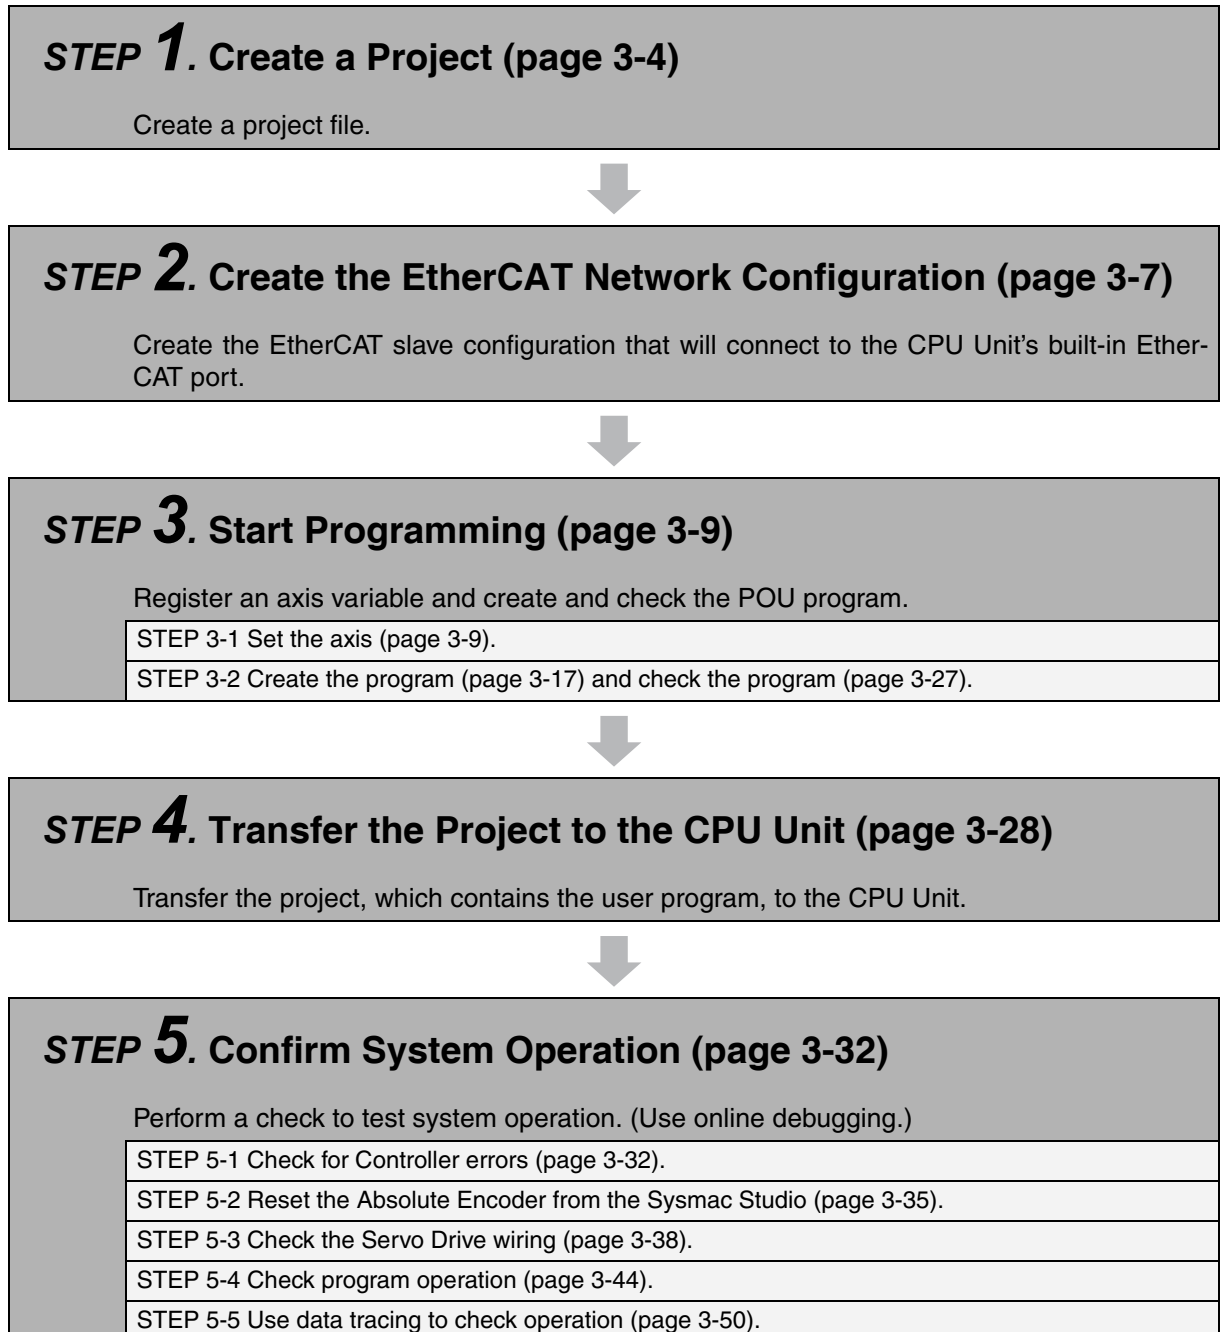 STEP 1. Create a Project (page 3-4)
Create a project file.
STEP 2. Create the EtherCAT Network Configuration (page 3-7)
Create the EtherCAT slave configuration that will connect to the CPU Unit's built-in Ether-
CAT port.
STEP 3. Start Programming (page 3-9)
Register an axis variable and create and check the POU program.
STEP 3-1 Set the axis (page 3-9).
STEP 3-2 Create the program (page 3-17) and check the program (page 3-27).
STEP 4. Transfer the Project to the CPU Unit (page 3-28)
Transfer the project, which contains the user program, to the CPU Unit.
STEP 5. Confirm System Operation (page 3-32)
Perform a check to test system operation. (Use online debugging.)
STEP 5-1 Check for Controller errors (page 3-32).
STEP 5-2 Reset the Absolute Encoder from the Sysmac Studio (page 3-35).
STEP 5-3 Check the Servo Drive wiring (page 3-38).
STEP 5-4 Check program operation (page 3-44).
STEP 5-5 Use data tracing to check operation (page 3-50).